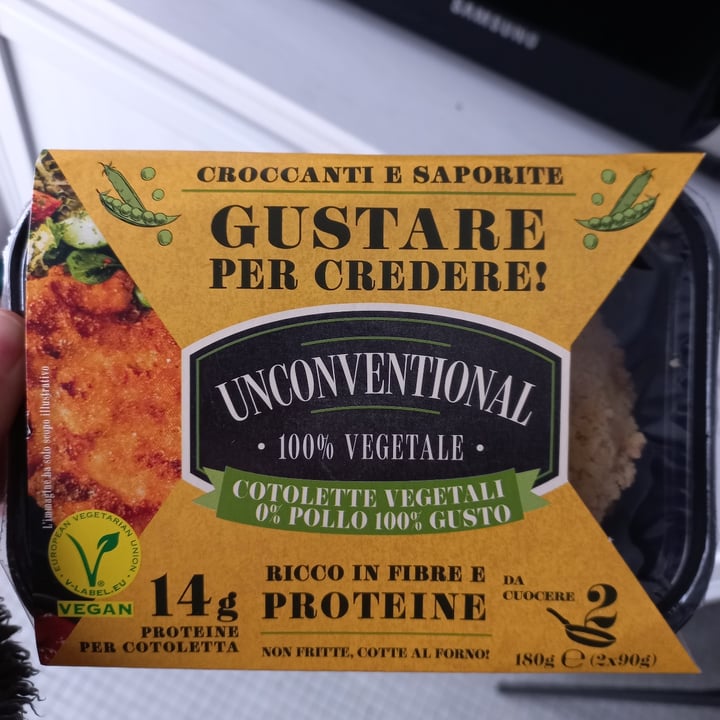 SAMSUNG
CROCCANTI E SAPORITE
GUSTARE
PER CREDERE!
L'immagine ha solo scopo illustrativo
UNCONVENTIONAL
• 100% VEGETALE •
COTOLETTE VEGETALI
0% POLLO 100% GUSTO
EUROPEAN VEGETARIAN UNION
V-LABEL.EU
VEGAN
14g
PROTEINE
PER COTOLETTA
RICCO IN FIBRE E
PROTEINE
NON FRITTE, COTTE AL FORNO!
DA
CUOCERE
2
180g ℮ (2x90g)